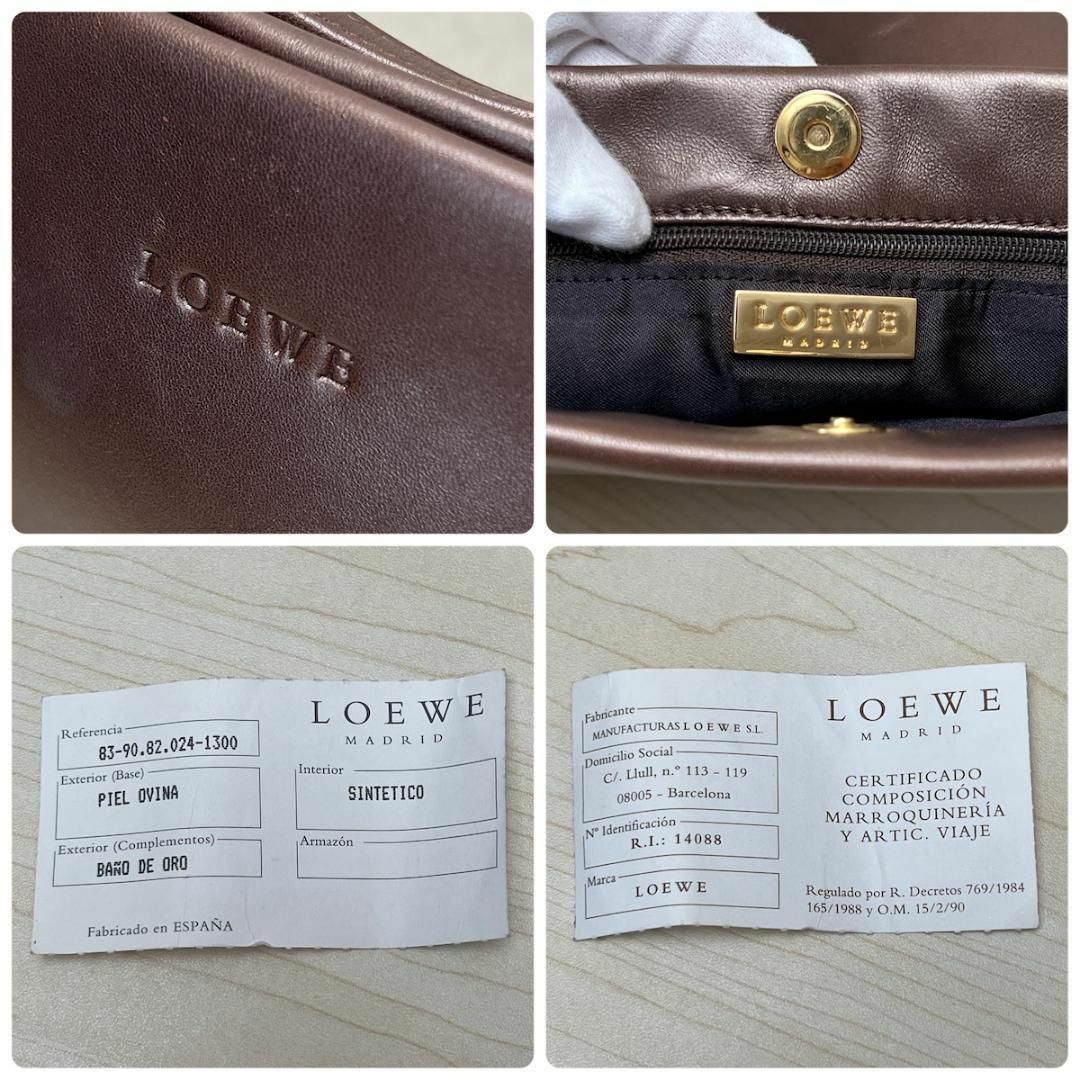 LOEWE
LOEWE
MADRID
LOEWE
MADRID
Referencia
83-90.82.024-1300
Exterior (Base)
PIEL OVINA
Interior
SINTETICO
Exterior (Complementos)
BAÑO DE ORO
Armazón
Fabricado en ESPAÑA
Fabricante
MANUFACTURAS LOEWE S.L.
Domicilio Social
C/. Llull, n.º 113 - 119
08005 - Barcelona
Nº Identificación
R.I.: 14088
Marca
LOEWE
LOEWE
MADRID
CERTIFICADO
COMPOSICIÓN
MARROQUINERÍA
Y ARTIC. VIAJE
Regulado por R. Decretos 769/1984
165/1988 y O.M. 15/2/90